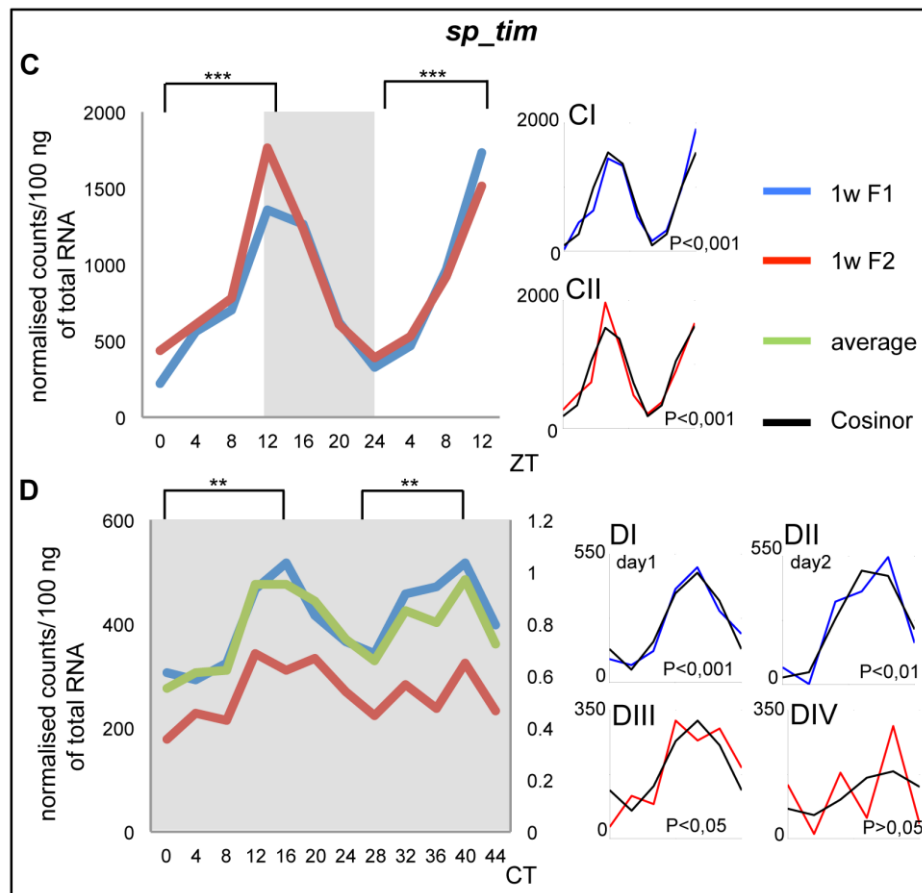 sp_tim
C
***
***
normalised counts/100 ng
of total RNA
2000
1500
1000
500
0
0 4 8 12 16 20 24 4 8 12
ZT
CI
2000
0
P<0,001
CII
2000
0
P<0,001
1w F1
1w F2
average
Cosinor
D
**
**
normalised counts/100 ng
of total RNA
600
400
200
0
1.2
1
0.8
0.6
0.4
0.2
0
0 4 8 12 16 20 24 28 32 36 40 44
CT
DI
550
day1
0
P<0,001
DII
550
day2
0
P<0,01
DIII
350
0
P<0,05
DIV
350
0
P>0,05